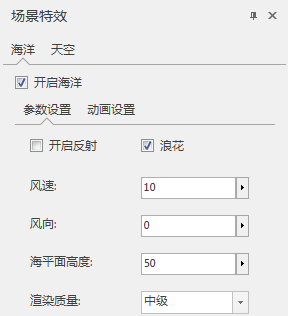 场景特效
海洋 天空
开启海洋
参数设置 动画设置
开启反射 浪花
风速: 10
风向: 0
海平面高度: 50
渲染质量: 中级